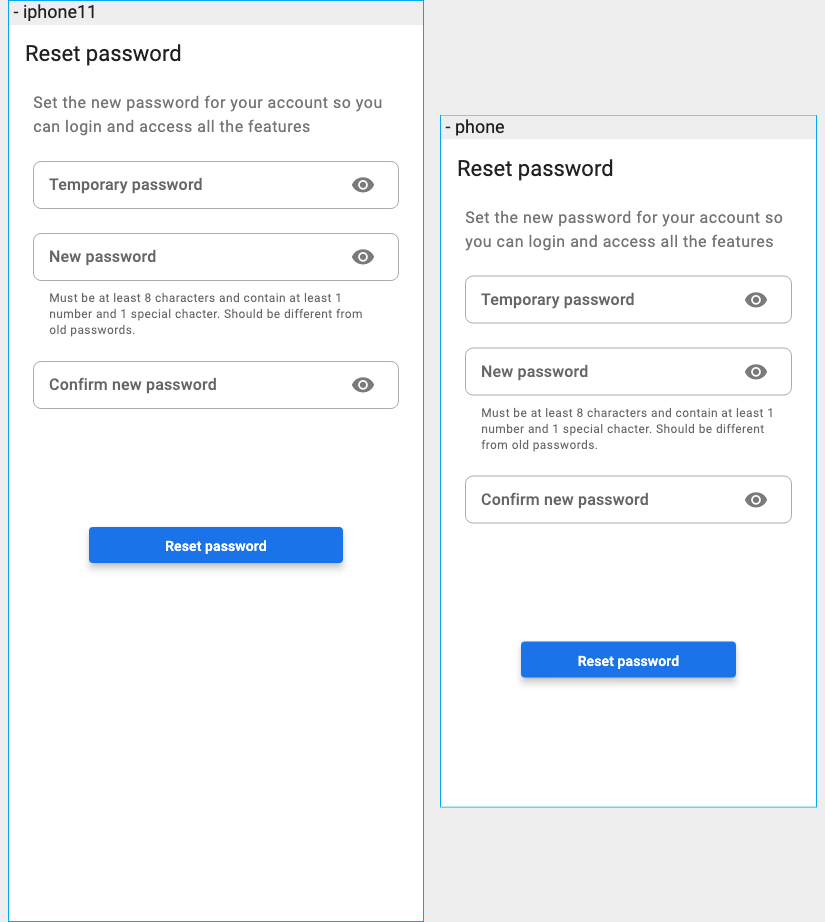 - iphone11
Reset password
Set the new password for your account so you
can login and access all the features
Temporary password
New password
Must be at least 8 characters and contain at least 1
number and 1 special chacter. Should be different from
old passwords.
Confirm new password
Reset password
- phone
Reset password
Set the new password for your account so
you can login and access all the features
Temporary password
New password
Must be at least 8 characters and contain at least 1
number and 1 special chacter. Should be different
from old passwords.
Confirm new password
Reset password